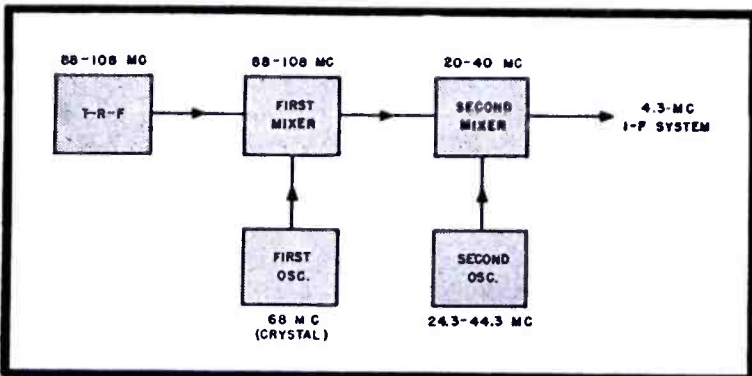 88-108 MC
88-108 MC
20-40 MC
T-R-F
FIRST
MIXER
SECOND
MIXER
4.3-MC
I-F SYSTEM
FIRST
OSC.
SECOND
OSC.
68 MC
(CRYSTAL)
24.3-44.3 MC